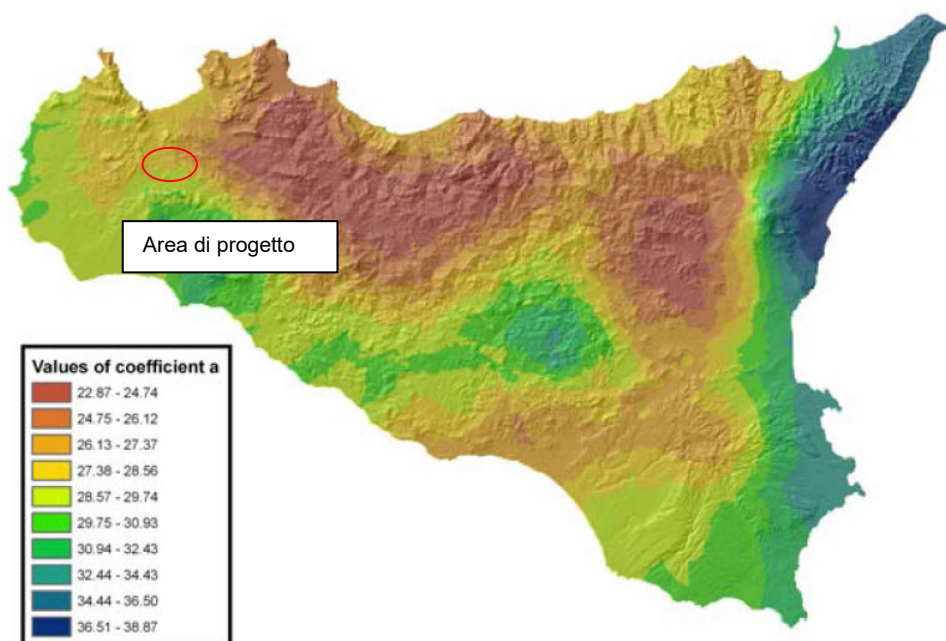 Area di progetto
Values of coefficient a
22.87 - 24.74
24.75 - 26.12
26.13 - 27.37
27.38 - 28.56
28.57 - 29.74
29.75 - 30.93
30.94 - 32.43
32.44 - 34.43
34.44 - 36.50
36.51 - 38.87